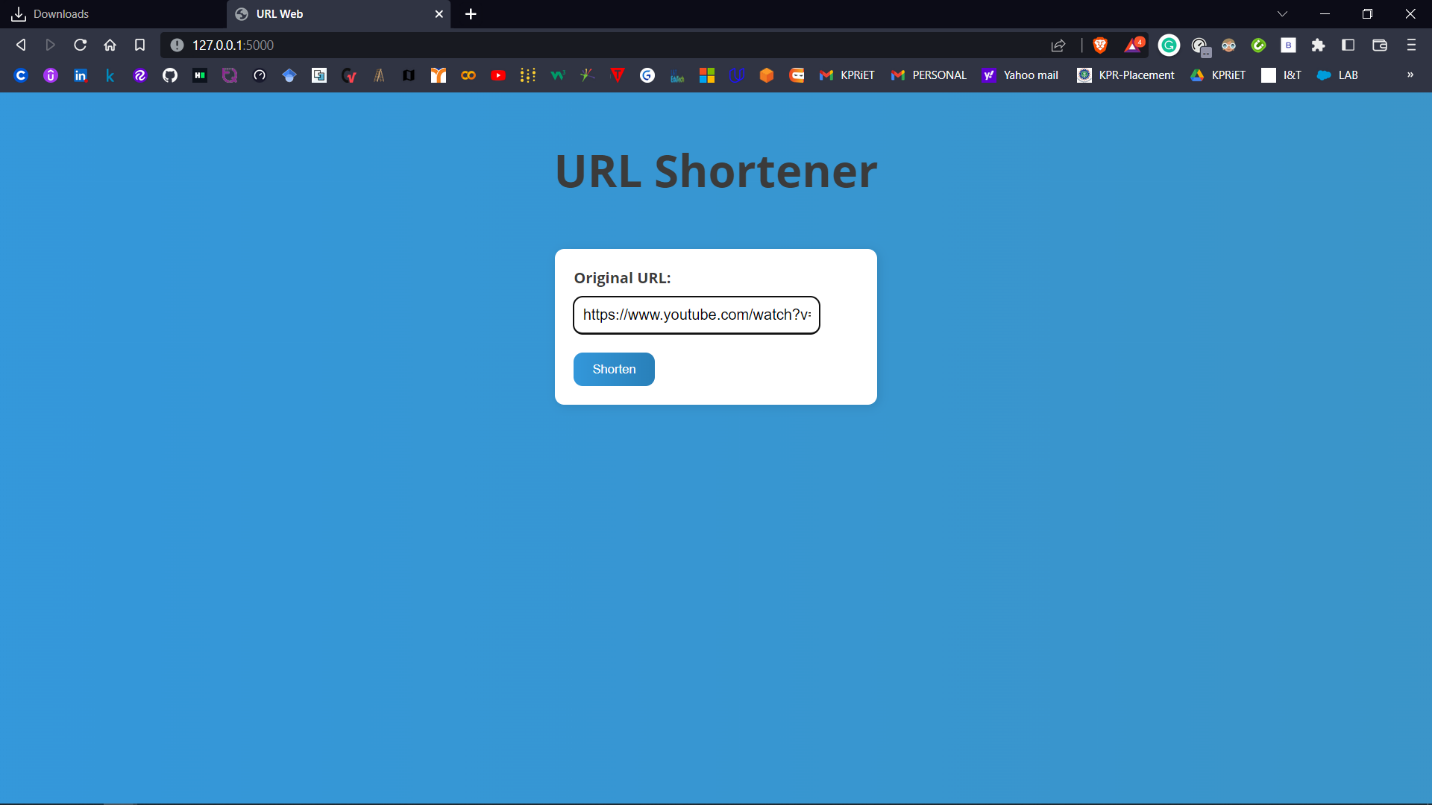 Downloads
URL Web
127.0.0.1:5000
4
KPRiET
PERSONAL
Yahoo mail
KPR-Placement
KPRiET
I&T
LAB
»
URL Shortener
Original URL:
https://www.youtube.com/watch?v=
Shorten